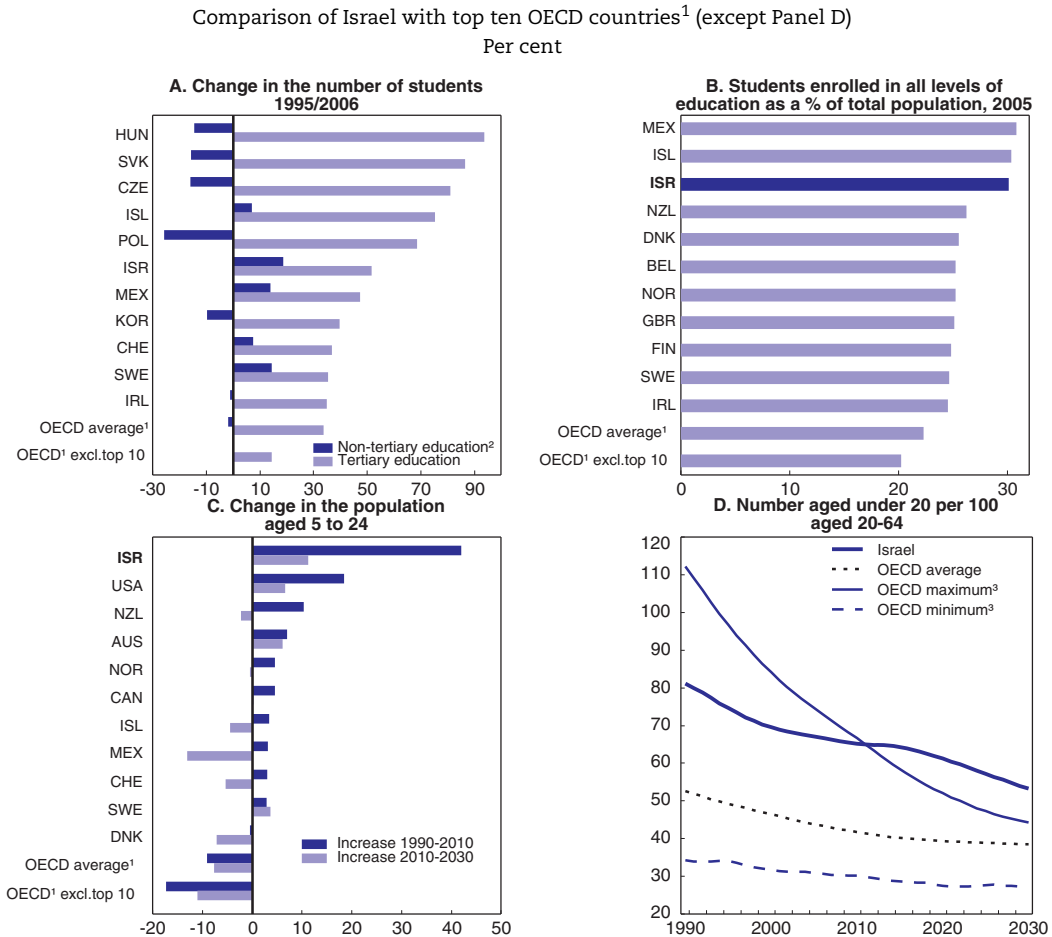 Comparison of Israel with top ten OECD countries¹ (except Panel D)
Per cent
A. Change in the number of students
1995/2006
HUN
SVK
CZE
ISL
POL
ISR
MEX
KOR
CHE
SWE
IRL
OECD average¹
OECD¹ excl.top 10
Non-tertiary education²
Tertiary education
-30 -10 10 30 50 70 90
B. Students enrolled in all levels of
education as a % of total population, 2005
MEX
ISL
ISR
NZL
DNK
BEL
NOR
GBR
FIN
SWE
IRL
OECD average¹
OECD¹ excl.top 10
0 10 20 30
C. Change in the population
aged 5 to 24
ISR
USA
NZL
AUS
NOR
CAN
ISL
MEX
CHE
SWE
DNK
OECD average¹
OECD¹ excl.top 10
Increase 1990-2010
Increase 2010-2030
-20 -10 0 10 20 30 40 50
D. Number aged under 20 per 100
aged 20-64
120
110
100
90
80
70
60
50
40
30
20
Israel
OECD average
OECD maximum³
OECD minimum³
1990 2000 2010 2020 2030